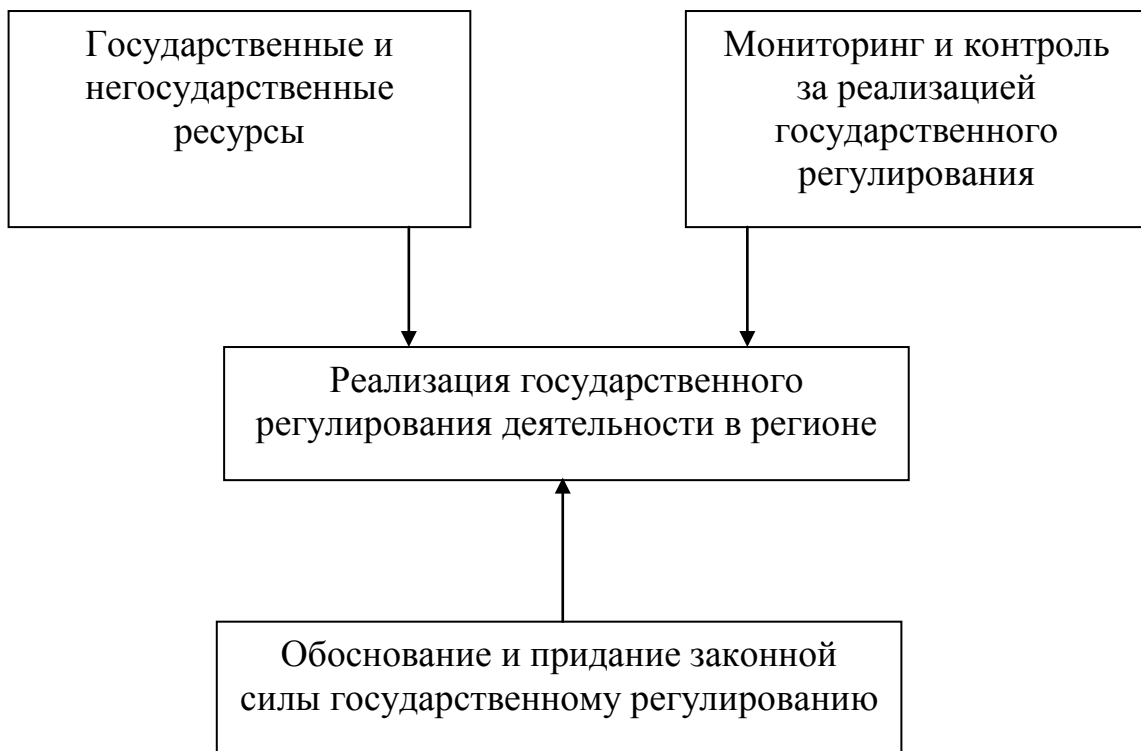 Государственные и
негосударственные
ресурсы
Мониторинг и контроль
за реализацией
государственного
регулирования
Реализация государственного
регулирования деятельности в регионе
Обоснование и придание законной
силы государственному регулированию